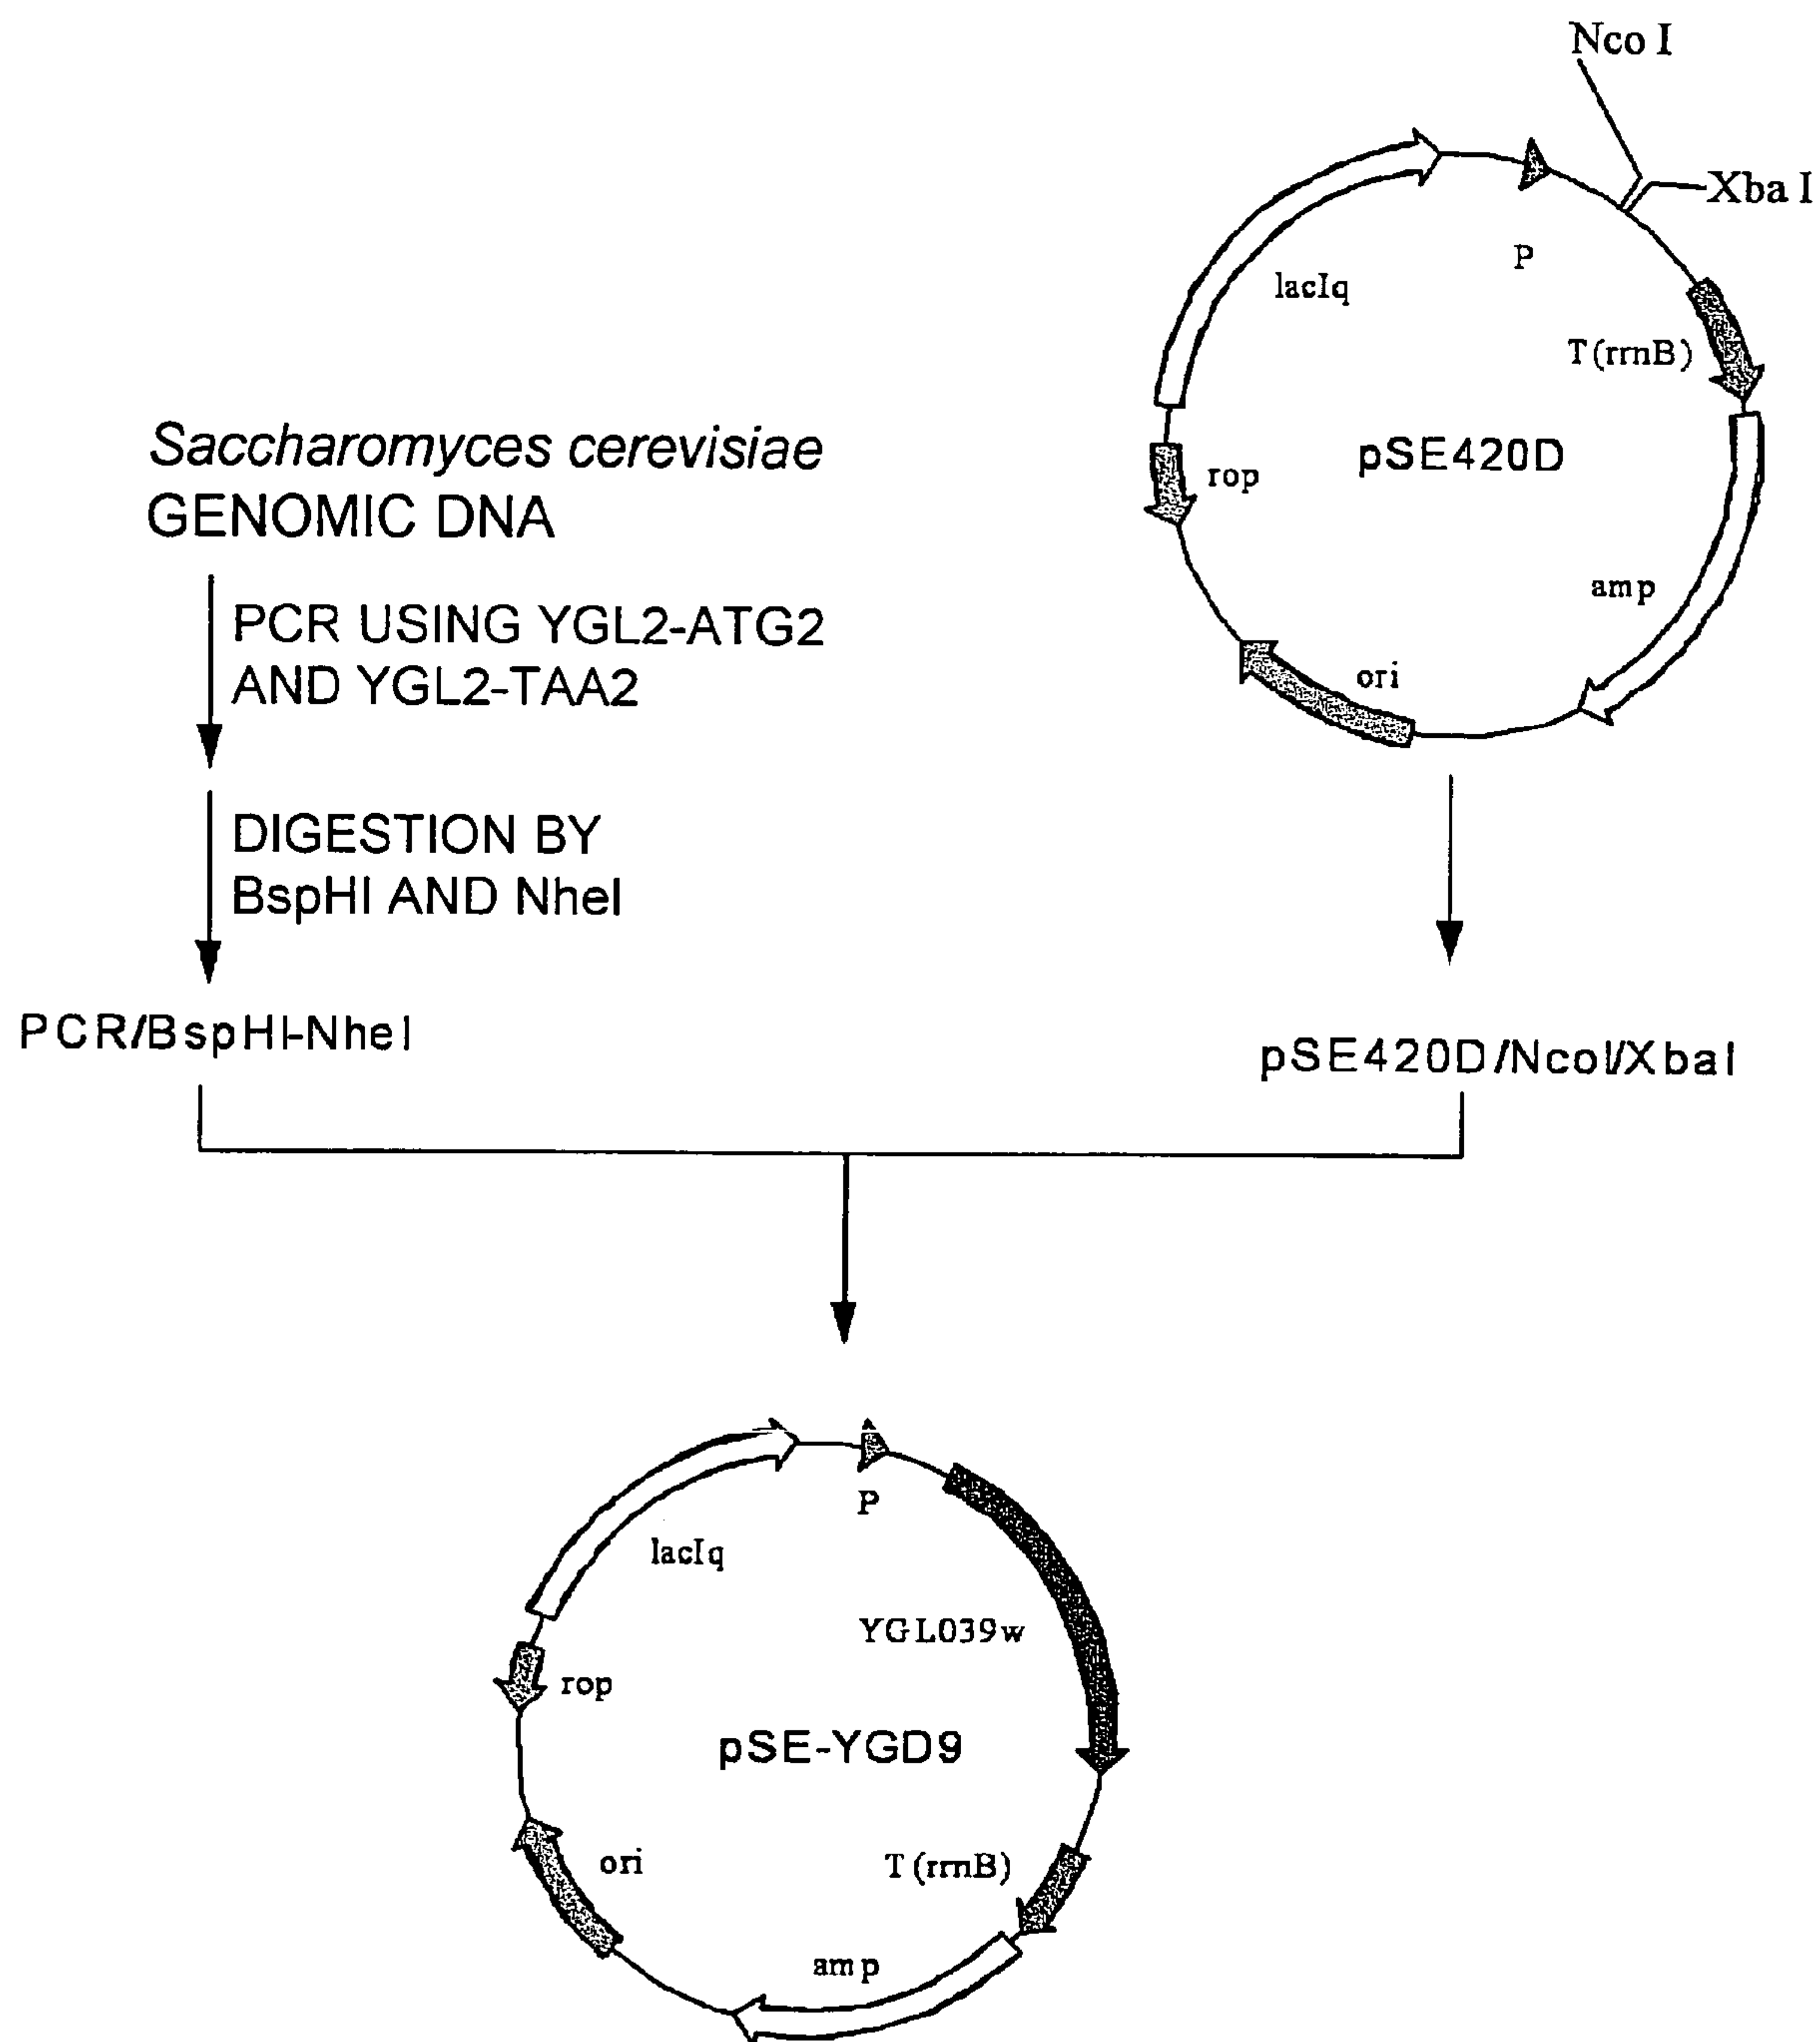 Nco I
Xba I
P
lacIq
T(rrnB)
pSE420D
rop
amp
ori
Saccharomyces cerevisiae
GENOMIC DNA
PCR USING YGL2-ATG2
AND YGL2-TAA2
DIGESTION BY
BspHI AND NheI
PCR/BspHI-NheI
pSE420D/NcoI/XbaI
P
lacIq
YGL039w
rop
pSE-YGD9
ori
T(rrnB)
amp